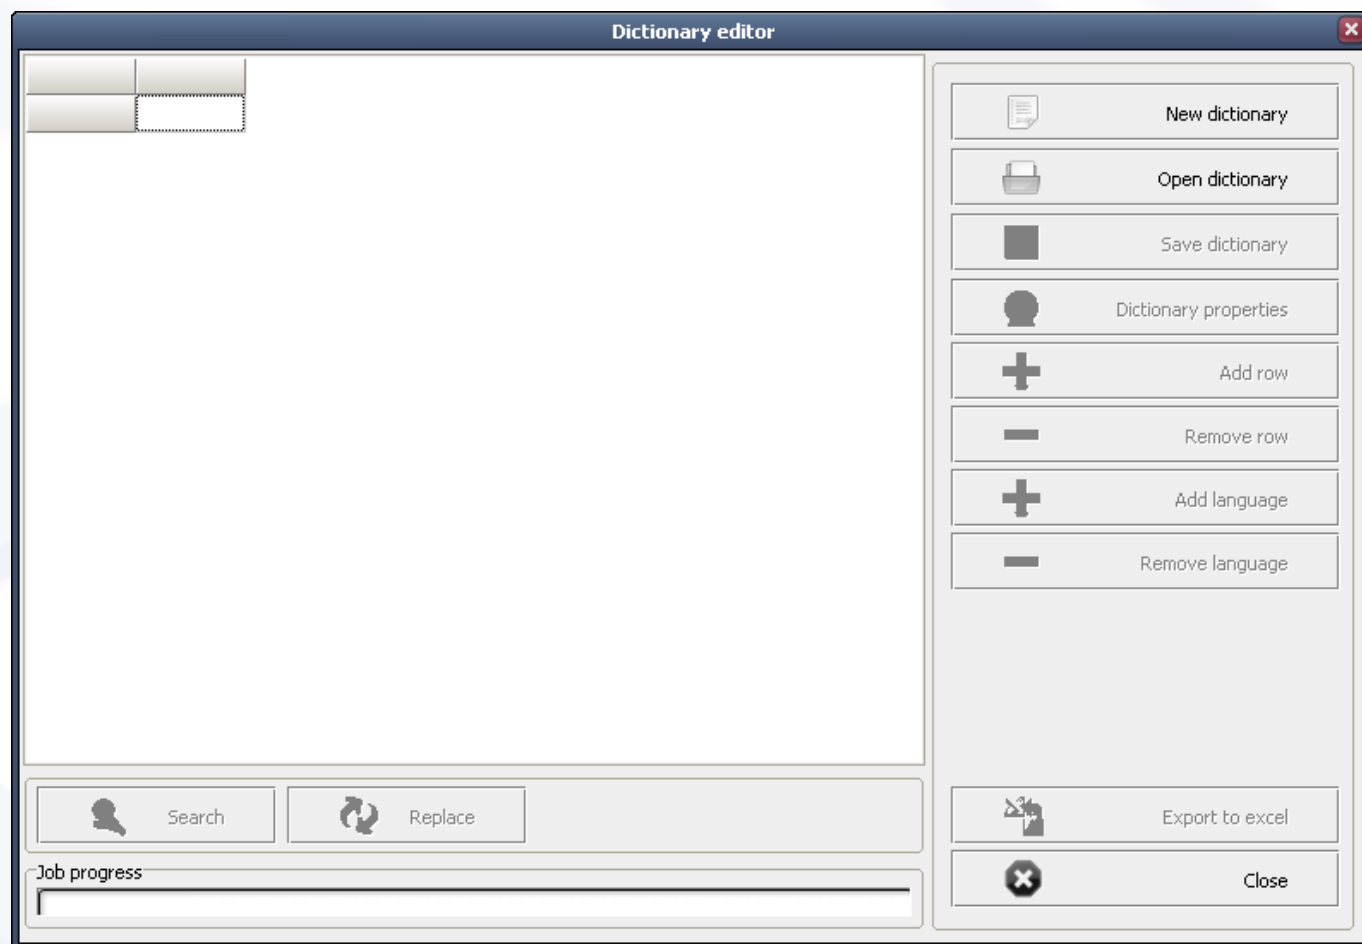 Dictionary editor
New dictionary
Open dictionary
Save dictionary
Dictionary properties
Add row
Remove row
Add language
Remove language
Search
Replace
Export to excel
Job progress
Close